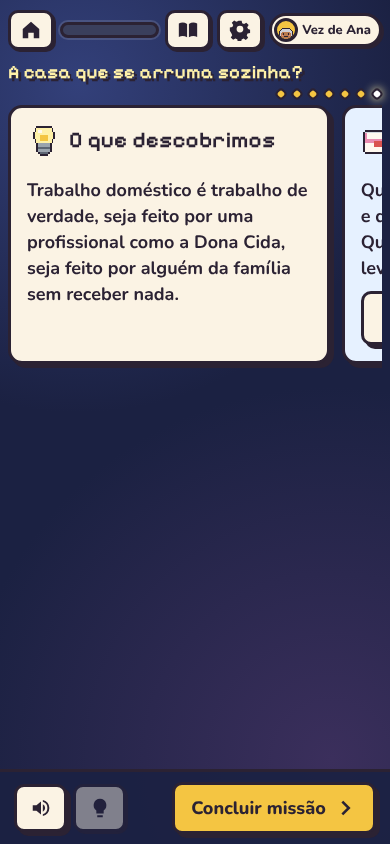 Vez de Ana
A casa que se arruma sozinha?
O que descobrimos
Trabalho doméstico é trabalho de
verdade, seja feito por uma
profissional como a Dona Cida,
seja feito por alguém da família
sem receber nada.
Concluir missão